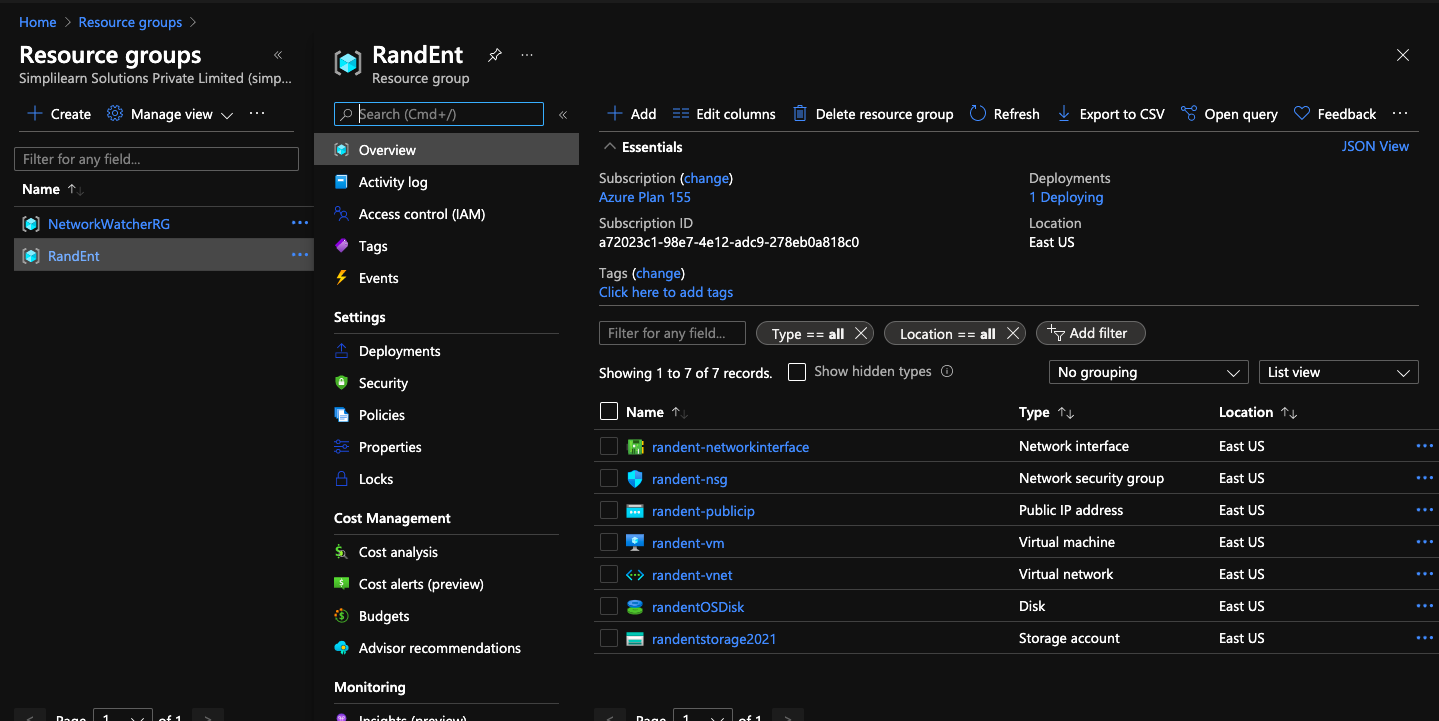 Home > Resource groups >
Resource groups «
Simplilearn Solutions Private Limited (simp...
+ Create Manage view ...
Filter for any field...
Name ↑↓
NetworkWatcherRG ...
RandEnt ...
Page 1 of 1
RandEnt ...
Resource group
Search (Cmd+/) «
Overview
Activity log
Access control (IAM)
Tags
Events
Settings
Deployments
Security
Policies
Properties
Locks
Cost Management
Cost analysis
Cost alerts (preview)
Budgets
Advisor recommendations
Monitoring
Insights (preview)
+ Add Edit columns Delete resource group Refresh Export to CSV Open query Feedback ...
Essentials JSON View
Subscription (change)
Azure Plan 155
Subscription ID
a72023c1-98e7-4e12-adc9-278eb0a818c0
Tags (change)
Click here to add tags
Deployments
1 Deploying
Location
East US
Filter for any field... Type == all Location == all Add filter
Showing 1 to 7 of 7 records. Show hidden types No grouping List view
Name ↑↓ Type ↑↓ Location ↑↓
randent-networkinterface Network interface East US ...
randent-nsg Network security group East US ...
randent-publicip Public IP address East US ...
randent-vm Virtual machine East US ...
randent-vnet Virtual network East US ...
randentOSDisk Disk East US ...
randentstorage2021 Storage account East US ...
< Page 1 of 1 >